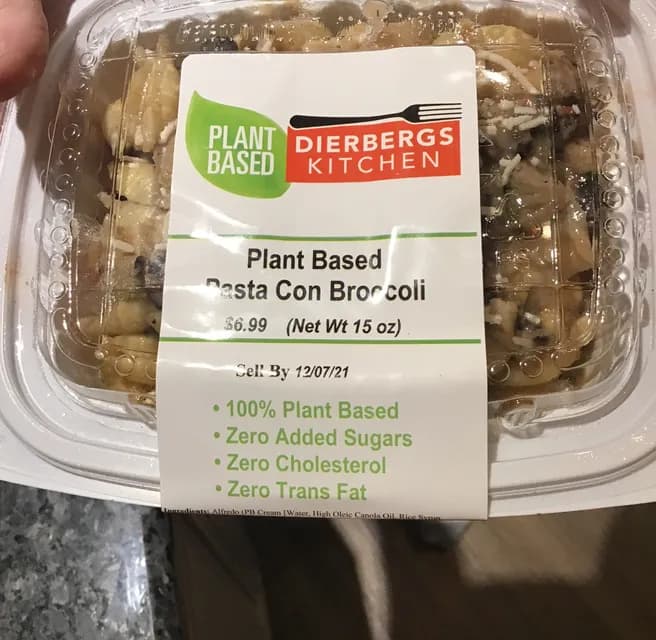 PLANT
BASED
DIERBERGS
KITCHEN
Plant Based
Pasta Con Broccoli
$6.99 (Net Wt 15 oz)
Sell By 12/07/21
• 100% Plant Based
• Zero Added Sugars
• Zero Cholesterol
• Zero Trans Fat
Ingredients: Alfredo (PB Cream [Water, High Oleic Canola Oil, Rice Syrup,